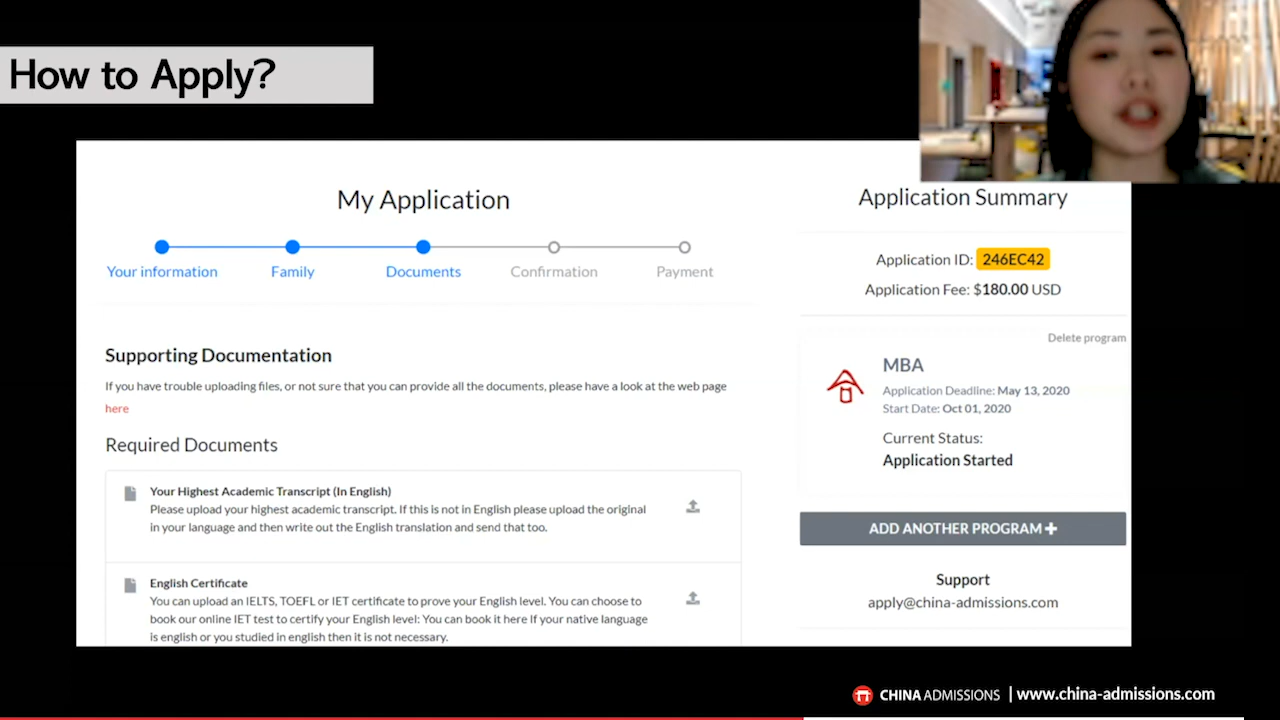 How to Apply?
My Application
Your information
Family
Documents
Confirmation
Payment
Supporting Documentation
If you have trouble uploading files, or not sure that you can provide all the documents, please have a look at the web page
here
Required Documents
Your Highest Academic Transcript (In English)
Please upload your highest academic transcript. If this is not in English please upload the original
in your language and then write out the English translation and send that too.
English Certificate
You can upload an IELTS, TOEFL or IET certificate to prove your English level. You can choose to
book our online IET test to certify your English level: You can book it here If your native language
is english or you studied in english then it is not necessary.
Application Summary
Application ID: 246EC42
Application Fee: $180.00 USD
Delete program
MBA
Application Deadline: May 13, 2020
Start Date: Oct 01, 2020
Current Status:
Application Started
ADD ANOTHER PROGRAM
Support
apply@china-admissions.com
CHINA ADMISSIONS | www.china-admissions.com